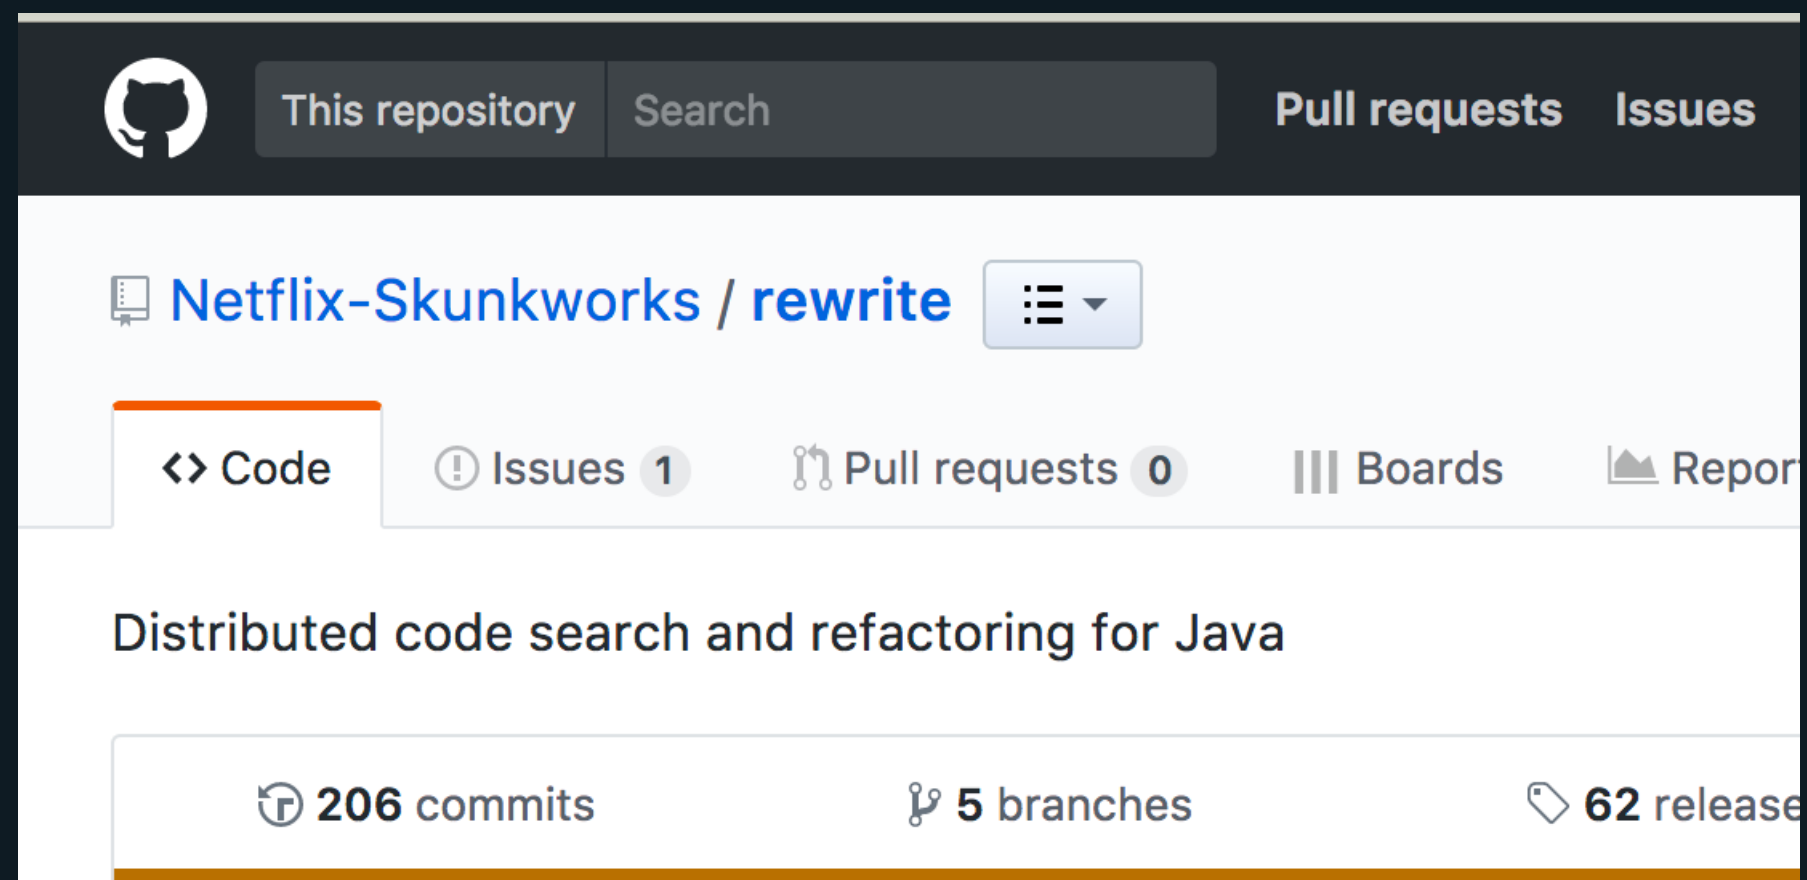 This repository Search Pull requests Issues
Netflix-Skunkworks / rewrite
Code Issues 1 Pull requests 0 Boards Repor
Distributed code search and refactoring for Java
206 commits 5 branches 62 release